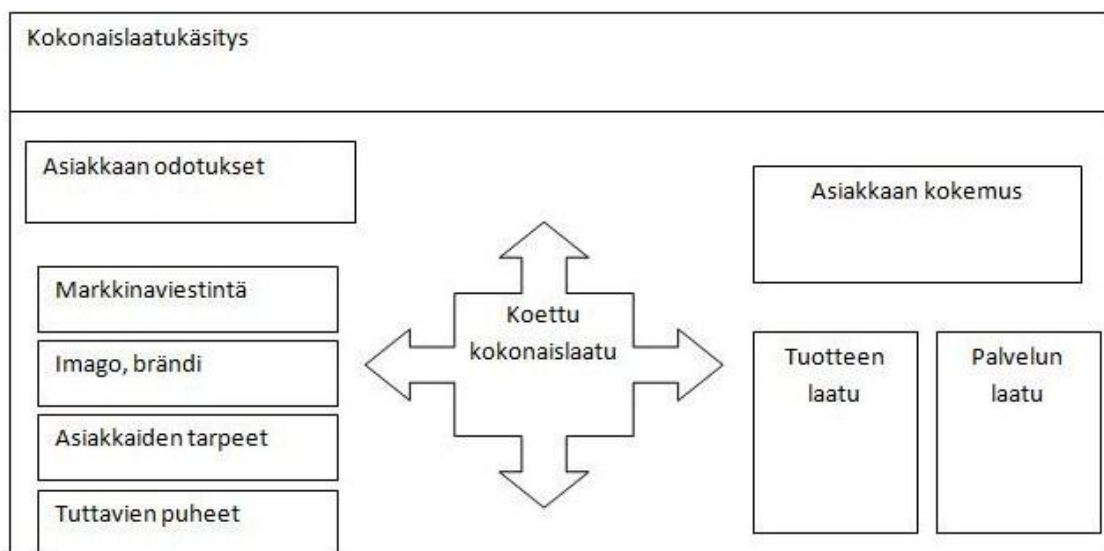 Kokonaislaatukäsitys
Asiakkaan odotukset
Markkinaviestintä
Imago, brändi
Asiakkaiden tarpeet
Tuttavien puheet
Koettu
kokonaislaatu
Asiakkaan kokemus
Tuotteen
laatu
Palvelun
laatu